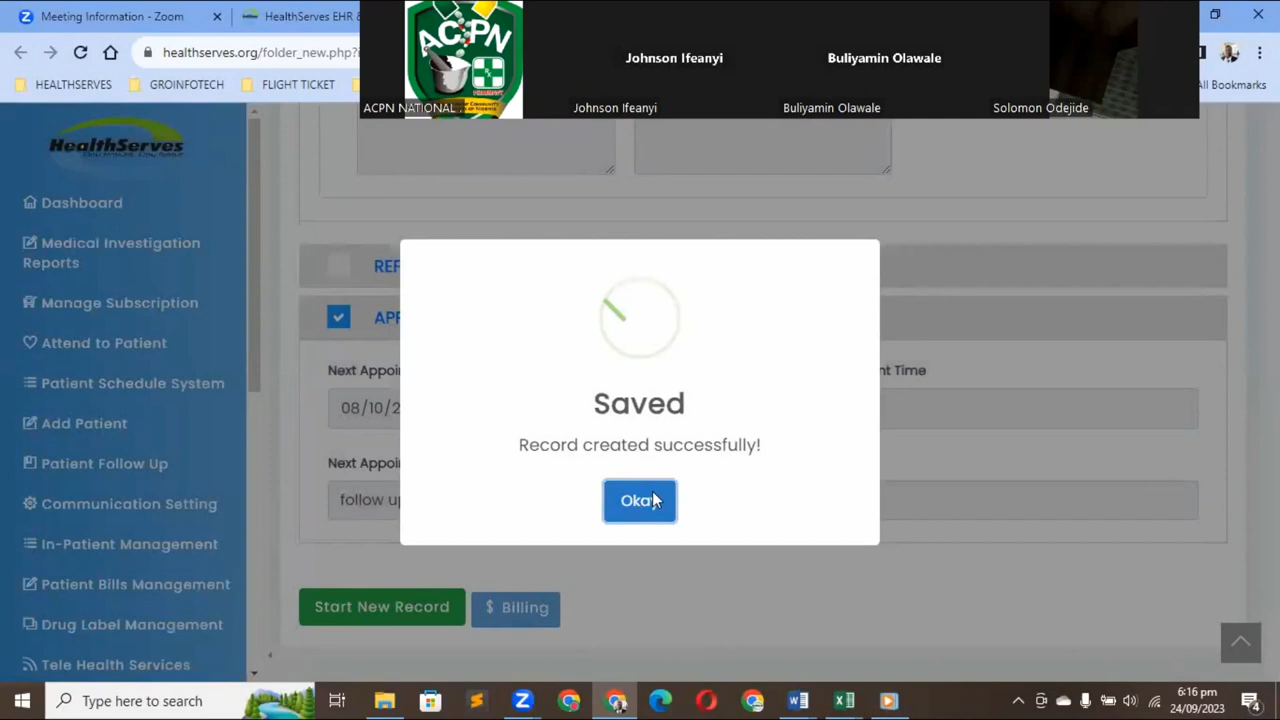 Meeting Information - Zoom
HealthServes EHR &
healthserves.org/folder_new.php?i
HEALTHSERVES
GROINFOTECH
FLIGHT TICKET
All Bookmarks
ACPN
Johnson Ifeanyi
Buliyamin Olawale
ACPN NATIONAL
Johnson Ifeanyi
Buliyamin Olawale
Solomon Odejide
HealthServes
Dashboard
Medical Investigation
Reports
Manage Subscription
Attend to Patient
Patient Schedule System
Add Patient
Patient Follow Up
Communication Setting
In-Patient Management
Patient Bills Management
Drug Label Management
Tele Health Services
REF
APP
Next Appoi
nt Time
08/10/2
Next Appoi
follow u
Saved
Record created successfully!
Okay
Start New Record
$ Billing
Type here to search
6:16 pm
24/09/2023
4